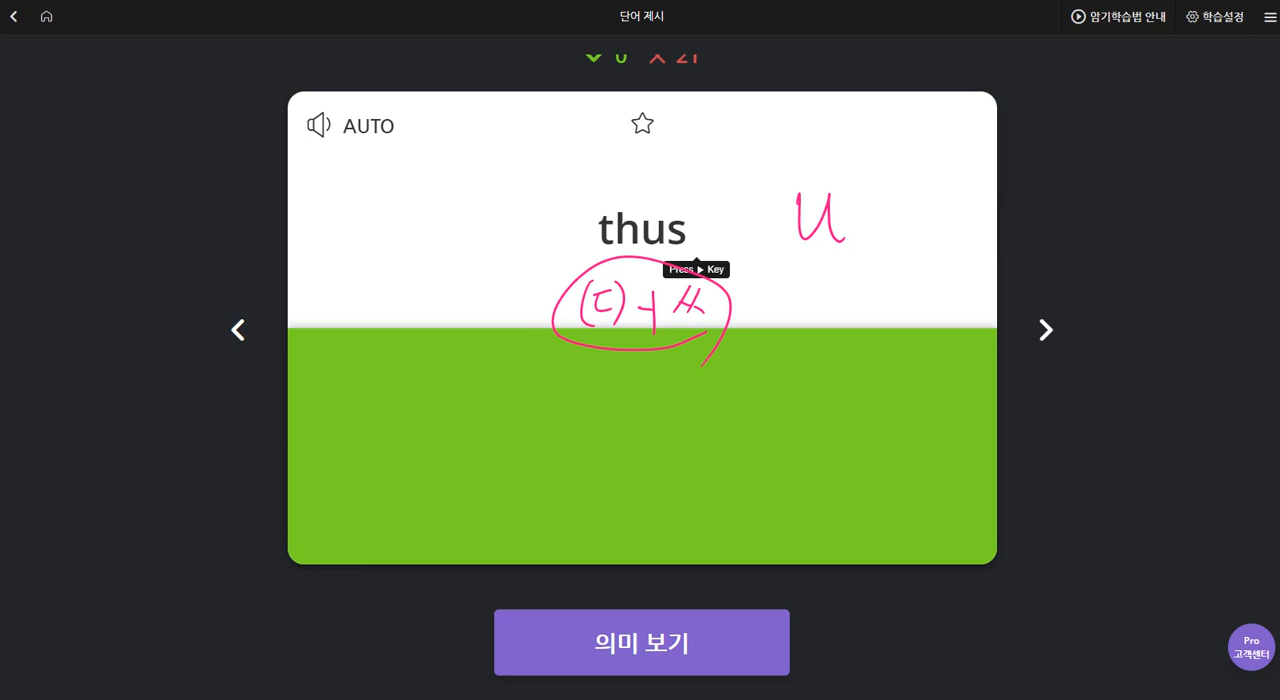 단어 제시
암기학습법 안내
학습설정
AUTO
thus
u
Press ▶ Key
의미 보기
Pro
고객센터